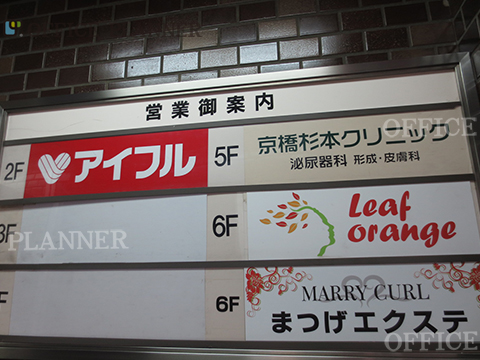 営業御案内
2F アイフル
5F 京橋杉本クリニック
泌尿器科 形成・皮膚科
3F
6F Leaf
orange
6F MARRY CURL
まつげエクステ
PLANNER
OFFICE
PLANNER
OFFICE
OFFICE